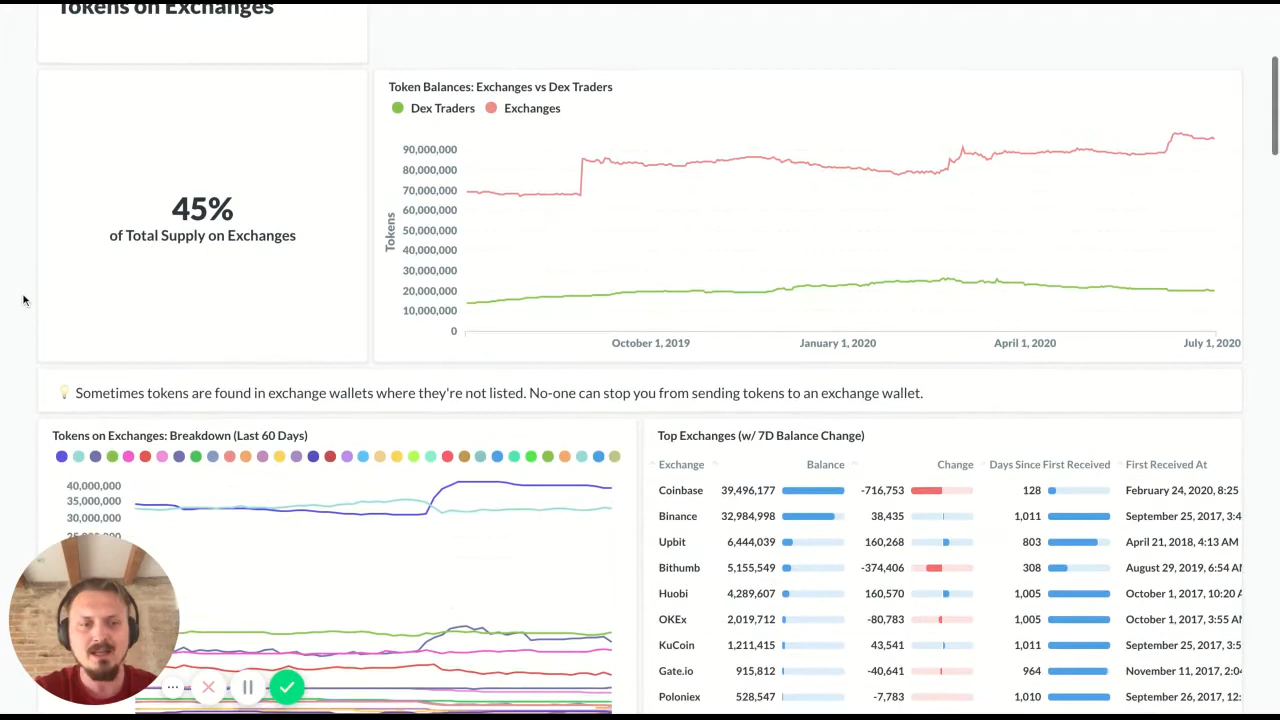 Tokens on Exchanges
45%
of Total Supply on Exchanges
Token Balances: Exchanges vs Dex Traders
Dex Traders Exchanges
Tokens
90,000,000
80,000,000
70,000,000
60,000,000
50,000,000
40,000,000
30,000,000
20,000,000
10,000,000
0
October 1, 2019 January 1, 2020 April 1, 2020 July 1, 2020
Sometimes tokens are found in exchange wallets where they're not listed. No-one can stop you from sending tokens to an exchange wallet.
Tokens on Exchanges: Breakdown (Last 60 Days)
40,000,000
35,000,000
30,000,000
Top Exchanges (w/ 7D Balance Change)
Exchange Balance Change Days Since First Received First Received At
Coinbase 39,496,177 -716,753 128 February 24, 2020, 8:25
Binance 32,984,998 38,435 1,011 September 25, 2017, 3:4
Upbit 6,444,039 160,268 803 April 21, 2018, 4:13 AM
Bithumb 5,155,549 -374,406 308 August 29, 2019, 6:54 AM
Huobi 4,289,607 160,570 1,005 October 1, 2017, 10:20 A
OKEx 2,019,712 -80,783 1,005 October 1, 2017, 3:55 AM
KuCoin 1,211,415 43,541 1,011 September 25, 2017, 3:4
Gate.io 915,812 -40,641 964 November 11, 2017, 2:04
Poloniex 528,547 -7,783 1,010 September 26, 2017, 12: